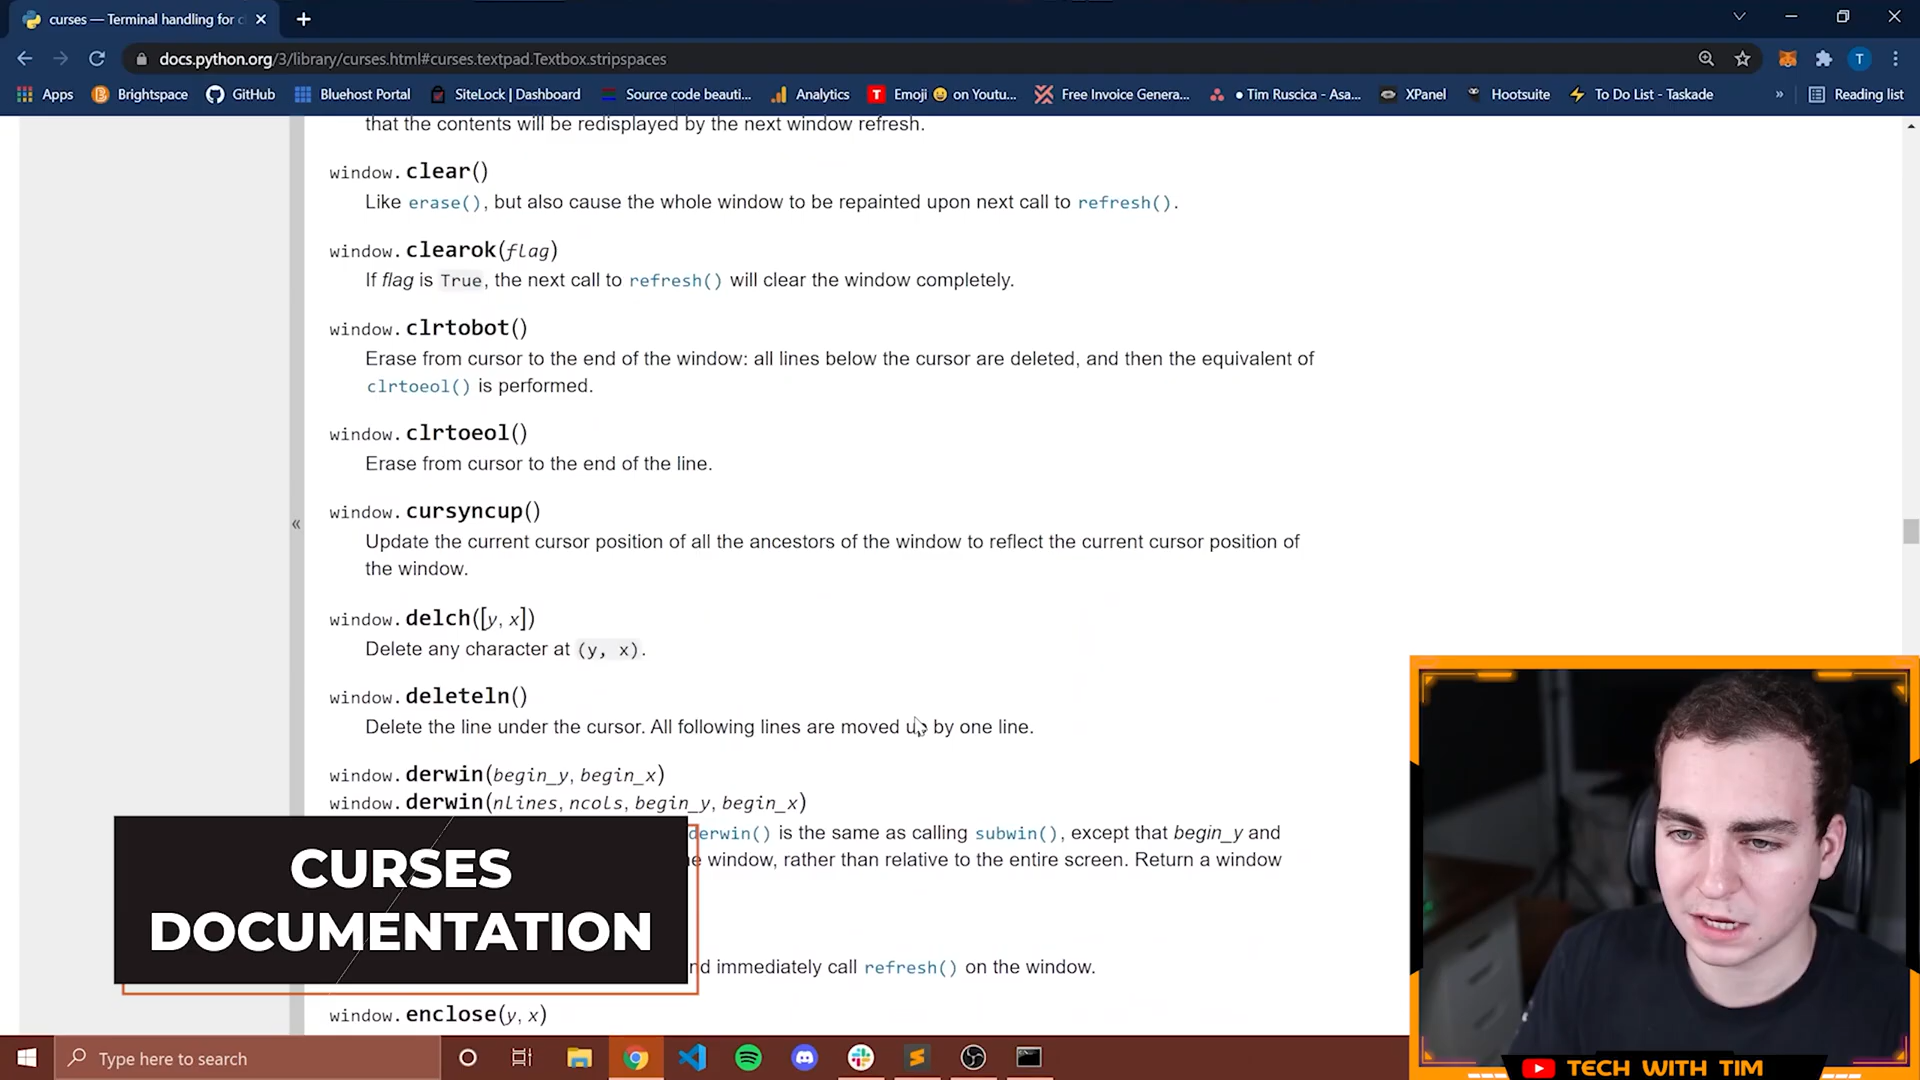 curses — Terminal handling for c
docs.python.org/3/library/curses.html#curses.textpad.Textbox.stripspaces
T
Apps
Brightspace
GitHub
Bluehost Portal
SiteLock | Dashboard
Source code beauti...
Analytics
Emoji 😀 on Youtu...
Free Invoice Genera...
• Tim Ruscica - Asa...
XPanel
Hootsuite
To Do List - Taskade
»
Reading list
that the contents will be redisplayed by the next window refresh.
window.clear()
Like erase(), but also cause the whole window to be repainted upon next call to refresh().
window.clearok(flag)
If flag is True, the next call to refresh() will clear the window completely.
window.clrtobot()
Erase from cursor to the end of the window: all lines below the cursor are deleted, and then the equivalent of
clrtoeol() is performed.
window.clrtoeol()
Erase from cursor to the end of the line.
window.cursyncup()
«
Update the current cursor position of all the ancestors of the window to reflect the current cursor position of
the window.
window.delch([y, x])
Delete any character at (y, x).
window.deleteln()
Delete the line under the cursor. All following lines are moved up by one line.
window.derwin(begin_y, begin_x)
window.derwin(nlines, ncols, begin_y, begin_x)
derwin() is the same as calling subwin(), except that begin_y and
window, rather than relative to the entire screen. Return a window
immediately call refresh() on the window.
window.enclose(y, x)
CURSES
DOCUMENTATION
Type here to search
TECH WITH TIM